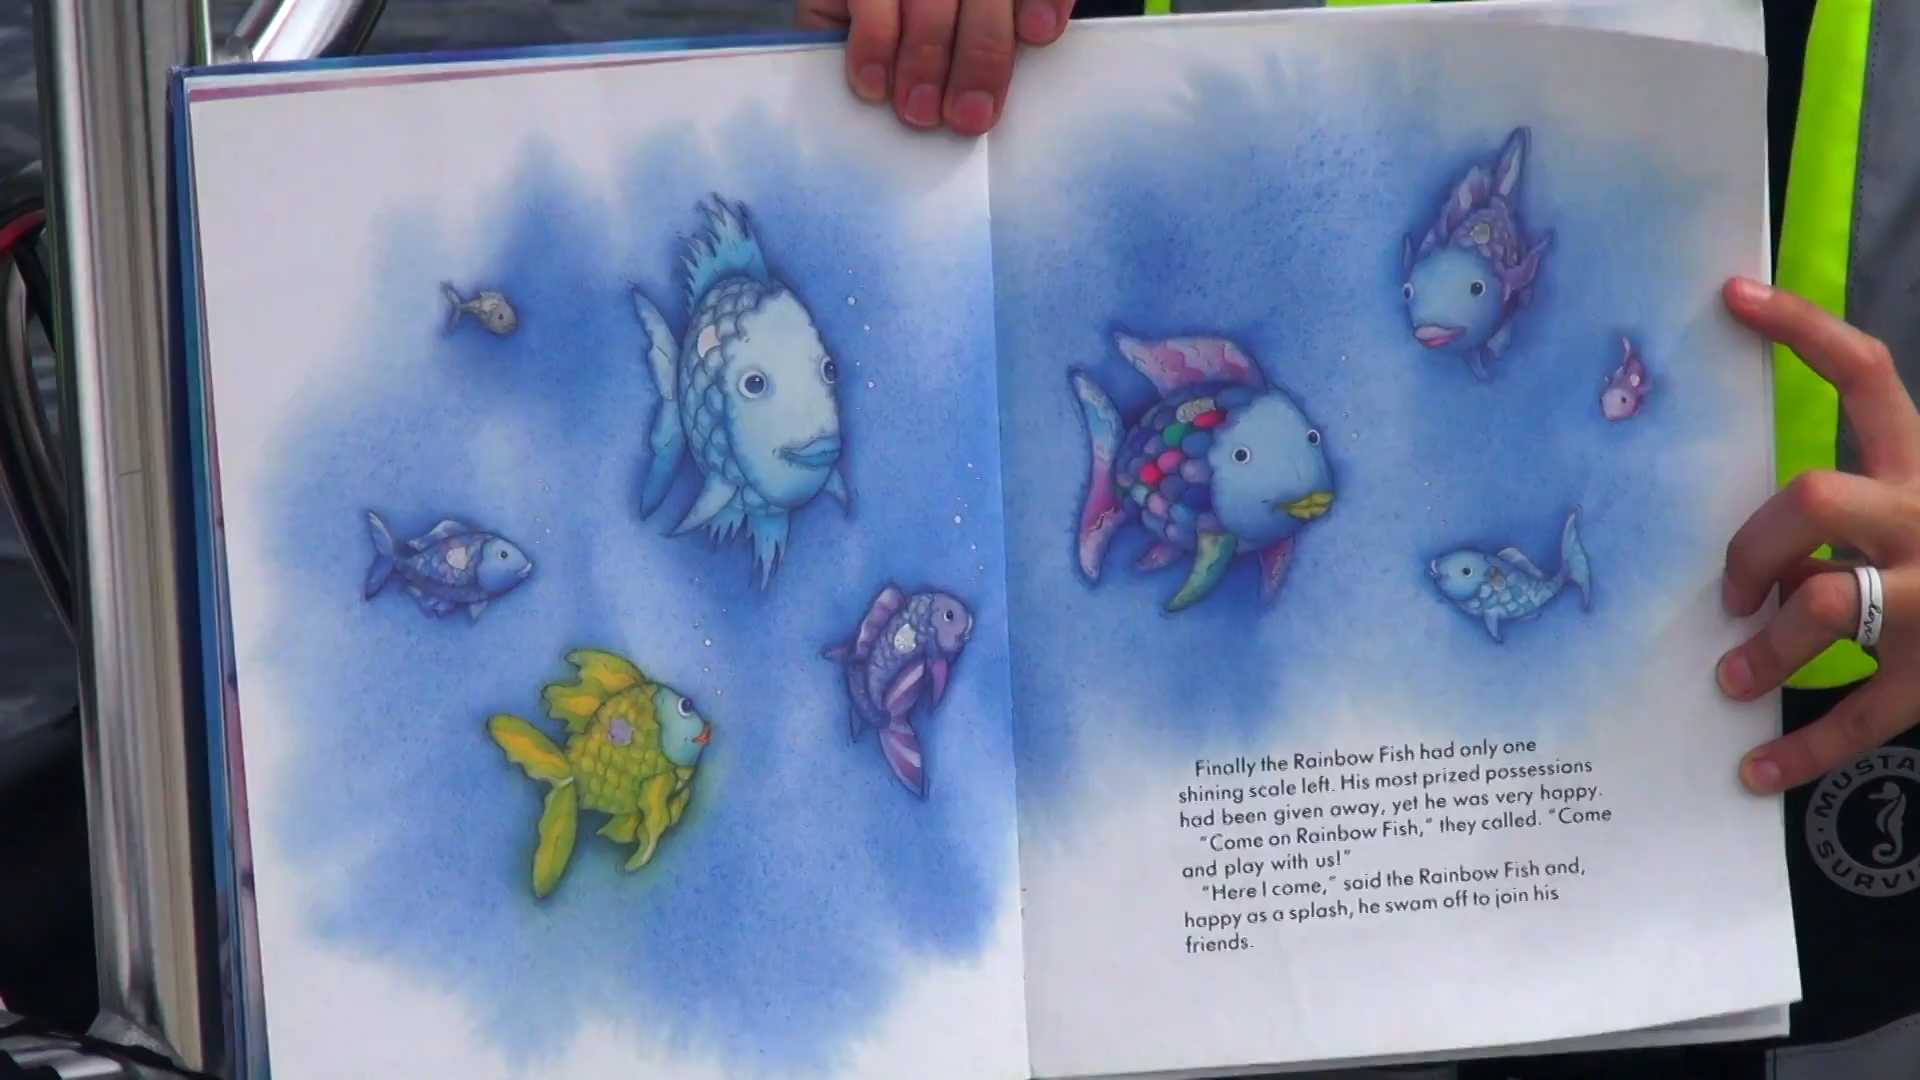 Finally the Rainbow Fish had only one
shining scale left. His most prized possessions
had been given away, yet he was very happy.
"Come on Rainbow Fish," they called. "Come
and play with us!"
"Here I come," said the Rainbow Fish and,
happy as a splash, he swam off to join his
friends.
love